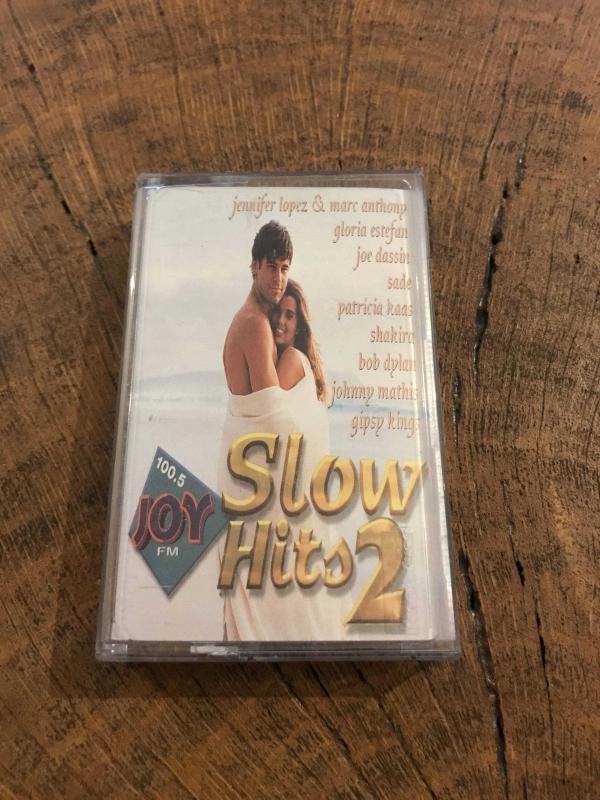 jennifer lopez & marc anthony
gloria estefan
joe dassin
sade
patricia kaas
shakira
bob dylan
johnny mathis
gipsy kings
Slow
Hits 2
100.5
JOY
FM